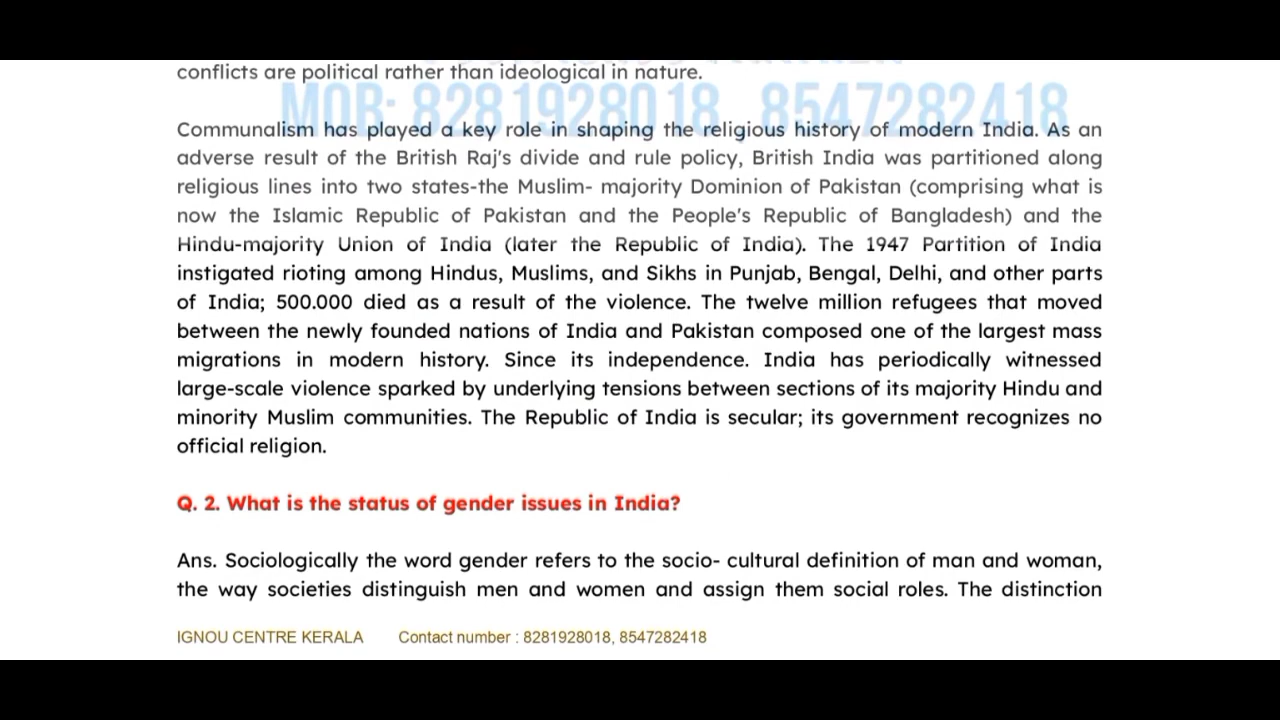 conflicts are political rather than ideological in nature.
MOB: 8281928018, 8547282418
Communalism has played a key role in shaping the religious history of modern India. As an
adverse result of the British Raj's divide and rule policy, British India was partitioned along
religious lines into two states-the Muslim- majority Dominion of Pakistan (comprising what is
now the Islamic Republic of Pakistan and the People's Republic of Bangladesh) and the
Hindu-majority Union of India (later the Republic of India). The 1947 Partition of India
instigated rioting among Hindus, Muslims, and Sikhs in Punjab, Bengal, Delhi, and other parts
of India; 500.000 died as a result of the violence. The twelve million refugees that moved
between the newly founded nations of India and Pakistan composed one of the largest mass
migrations in modern history. Since its independence. India has periodically witnessed
large-scale violence sparked by underlying tensions between sections of its majority Hindu and
minority Muslim communities. The Republic of India is secular; its government recognizes no
official religion.
Q. 2. What is the status of gender issues in India?
Ans. Sociologically the word gender refers to the socio- cultural definition of man and woman,
the way societies distinguish men and women and assign them social roles. The distinction
IGNOU CENTRE KERALA Contact number : 8281928018, 8547282418